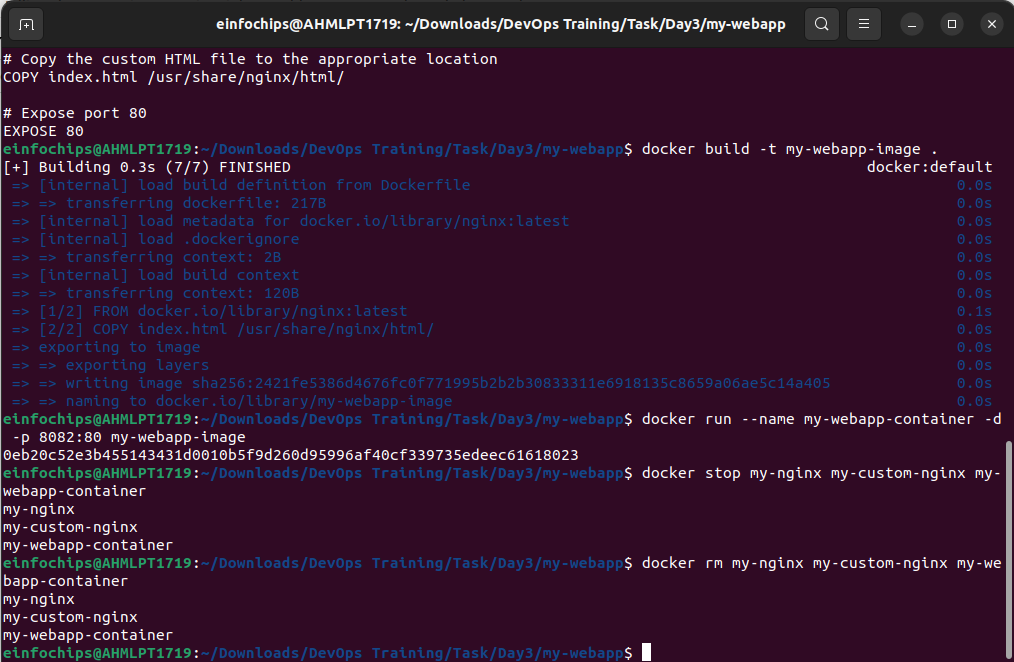 einfochips@AHMLPT1719: ~/Downloads/DevOps Training/Task/Day3/my-webapp
# Copy the custom HTML file to the appropriate location
COPY index.html /usr/share/nginx/html/
# Expose port 80
EXPOSE 80
einfochips@AHMLPT1719:~/Downloads/DevOps Training/Task/Day3/my-webapp$ docker build -t my-webapp-image .
[+] Building 0.3s (7/7) FINISHED docker:default
=> [internal] load build definition from Dockerfile 0.0s
=> => transferring dockerfile: 217B 0.0s
=> [internal] load metadata for docker.io/library/nginx:latest 0.0s
=> [internal] load .dockerignore 0.0s
=> => transferring context: 2B 0.0s
=> [internal] load build context 0.0s
=> => transferring context: 120B 0.0s
=> [1/2] FROM docker.io/library/nginx:latest 0.1s
=> [2/2] COPY index.html /usr/share/nginx/html/ 0.0s
=> exporting to image 0.0s
=> => exporting layers 0.0s
=> => writing image sha256:2421fe5386d4676fc0f771995b2b2b30833311e6918135c8659a06ae5c14a405 0.0s
=> => naming to docker.io/library/my-webapp-image 0.0s
einfochips@AHMLPT1719:~/Downloads/DevOps Training/Task/Day3/my-webapp$ docker run --name my-webapp-container -d
-p 8082:80 my-webapp-image
0eb20c52e3b455143431d0010b5f9d260d95996af40cf339735edeec61618023
einfochips@AHMLPT1719:~/Downloads/DevOps Training/Task/Day3/my-webapp$ docker stop my-nginx my-custom-nginx my-
webapp-container
my-nginx
my-custom-nginx
my-webapp-container
einfochips@AHMLPT1719:~/Downloads/DevOps Training/Task/Day3/my-webapp$ docker rm my-nginx my-custom-nginx my-we
bapp-container
my-nginx
my-custom-nginx
my-webapp-container
einfochips@AHMLPT1719:~/Downloads/DevOps Training/Task/Day3/my-webapp$